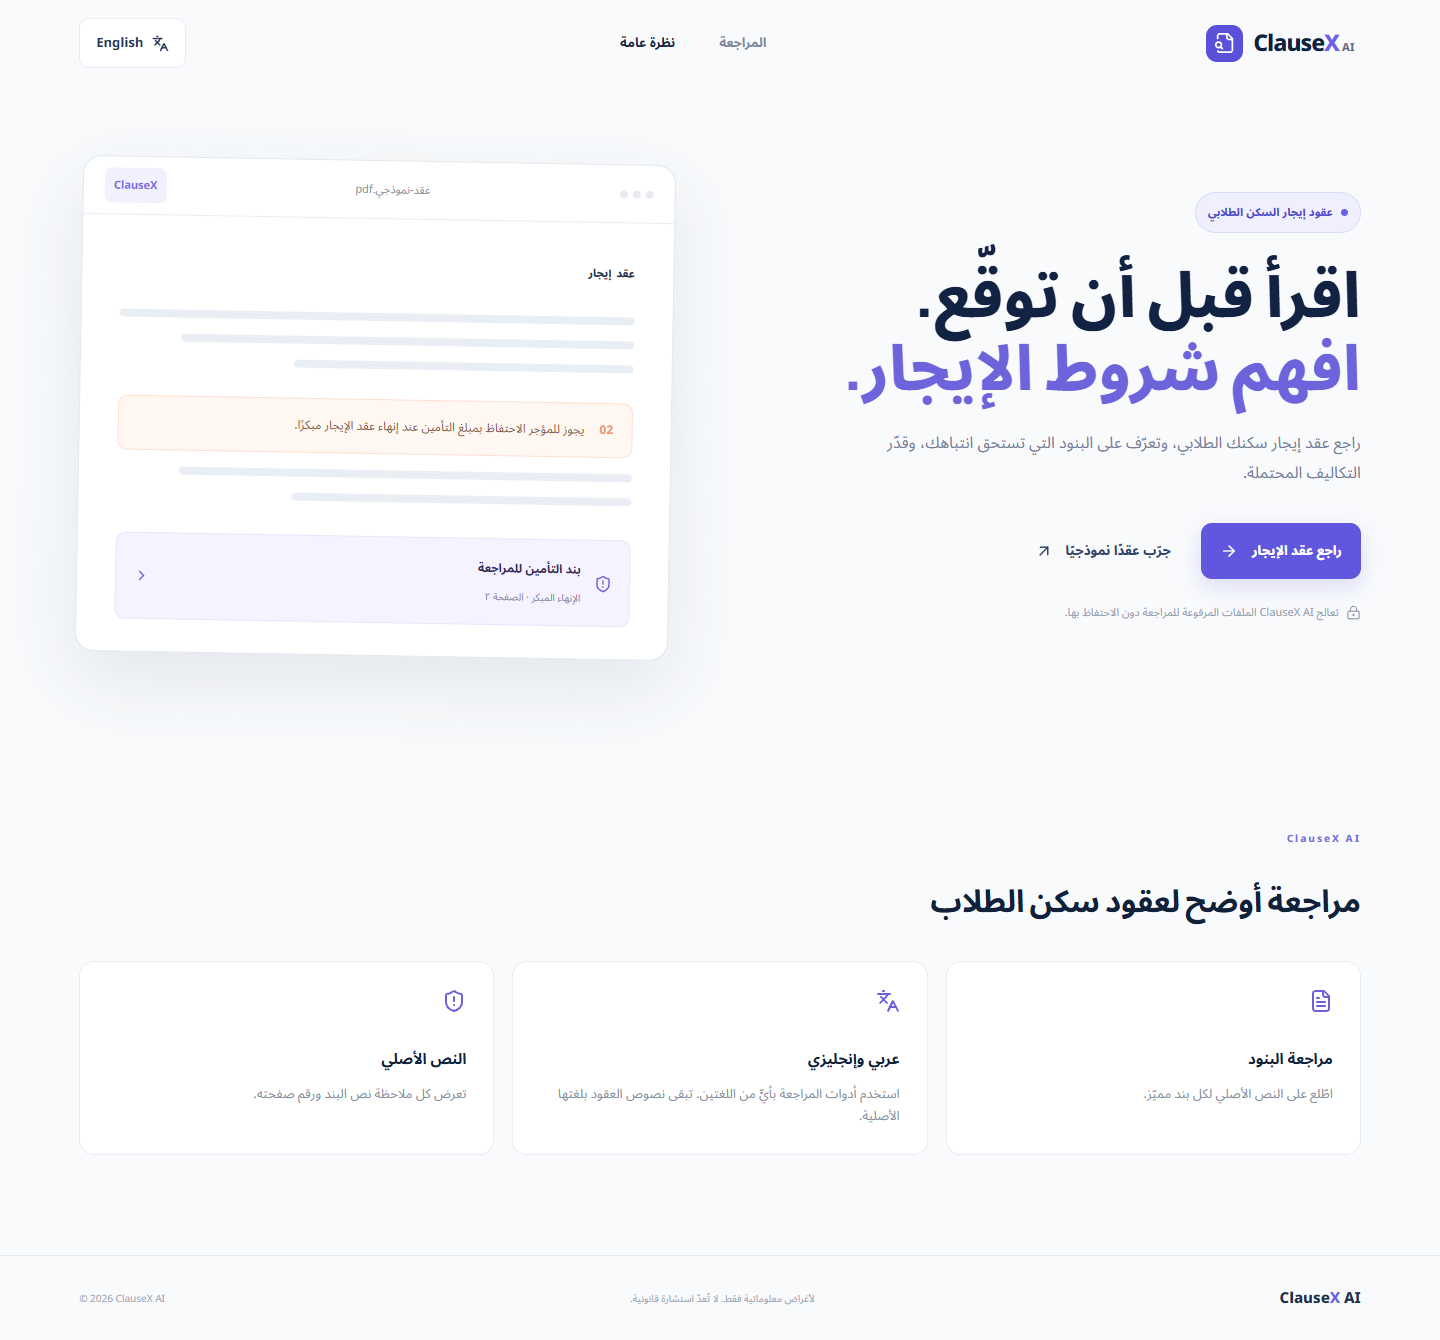 ClauseX AI
المراجعة
نظرة عامة
English
عقود إيجار السكن الطلابي
اقرأ قبل أن توقّع.
افهم شروط الإيجار.
راجع عقد إيجار سكنك الطلابي، وتعرّف على البنود التي تستحق انتباهك، وقدّر
التكاليف المحتملة.
راجع عقد الإيجار
جرّب عقدًا نموذجيًا
تعالج ClauseX AI الملفات المرفوعة للمراجعة دون الاحتفاظ بها.
عقد-نموذجي.pdf
ClauseX
عقد إيجار
02 يجوز للمؤجر الاحتفاظ بمبلغ التأمين عند إنهاء عقد الإيجار مبكرًا.
بند التأمين للمراجعة
الإنهاء المبكر · الصفحة ٢
ClauseX AI
مراجعة أوضح لعقود سكن الطلاب
مراجعة البنود
اطّلع على النص الأصلي لكل بند مميّز.
عربي وإنجليزي
استخدم أدوات المراجعة بأيٍّ من اللغتين. تبقى نصوص العقود بلغتها
الأصلية.
النص الأصلي
تعرض كل ملاحظة نص البند ورقم صفحته.
ClauseX AI
لأغراض معلوماتية فقط. لا تُعدّ استشارة قانونية.
© 2026 ClauseX AI